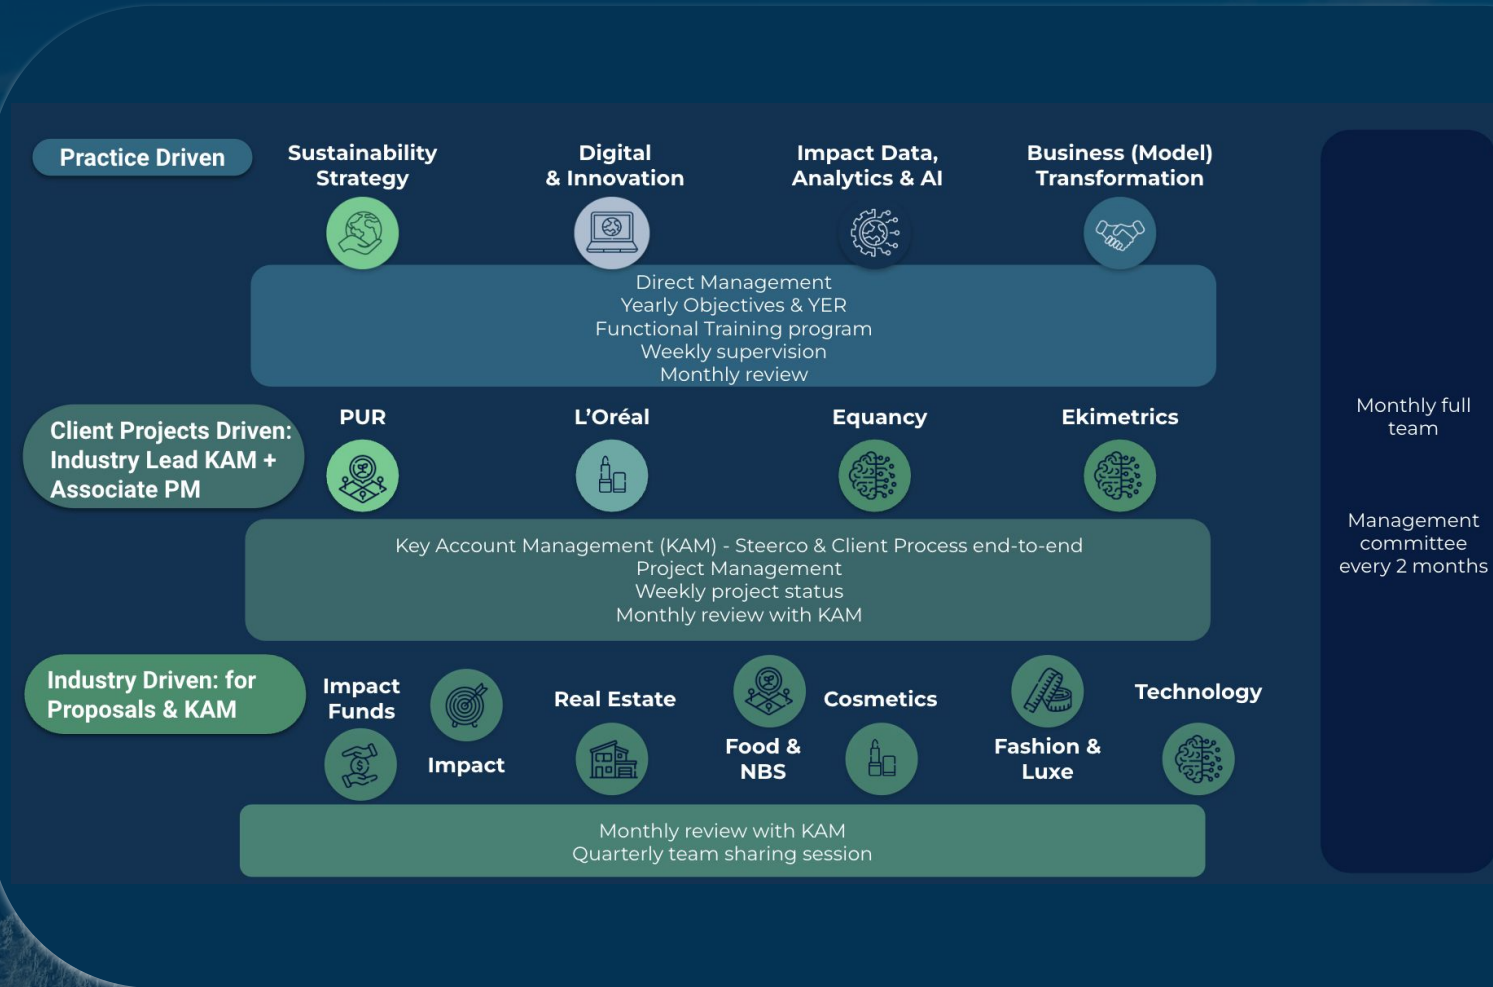 Practice Driven
Sustainability
Strategy
Digital
& Innovation
Impact Data,
Analytics & AI
Business (Model)
Transformation
Direct Management
Yearly Objectives & YER
Functional Training program
Weekly supervision
Monthly review
Client Projects Driven:
Industry Lead KAM +
Associate PM
PUR
L’Oréal
Equancy
Ekimetrics
Key Account Management (KAM) - Steerco & Client Process end-to-end
Project Management
Weekly project status
Monthly review with KAM
Industry Driven: for
Proposals & KAM
Impact
Funds
Impact
Real Estate
Food &
NBS
Cosmetics
Fashion &
Luxe
Technology
Monthly review with KAM
Quarterly team sharing session
Monthly full
team
Management
committee
every 2 months